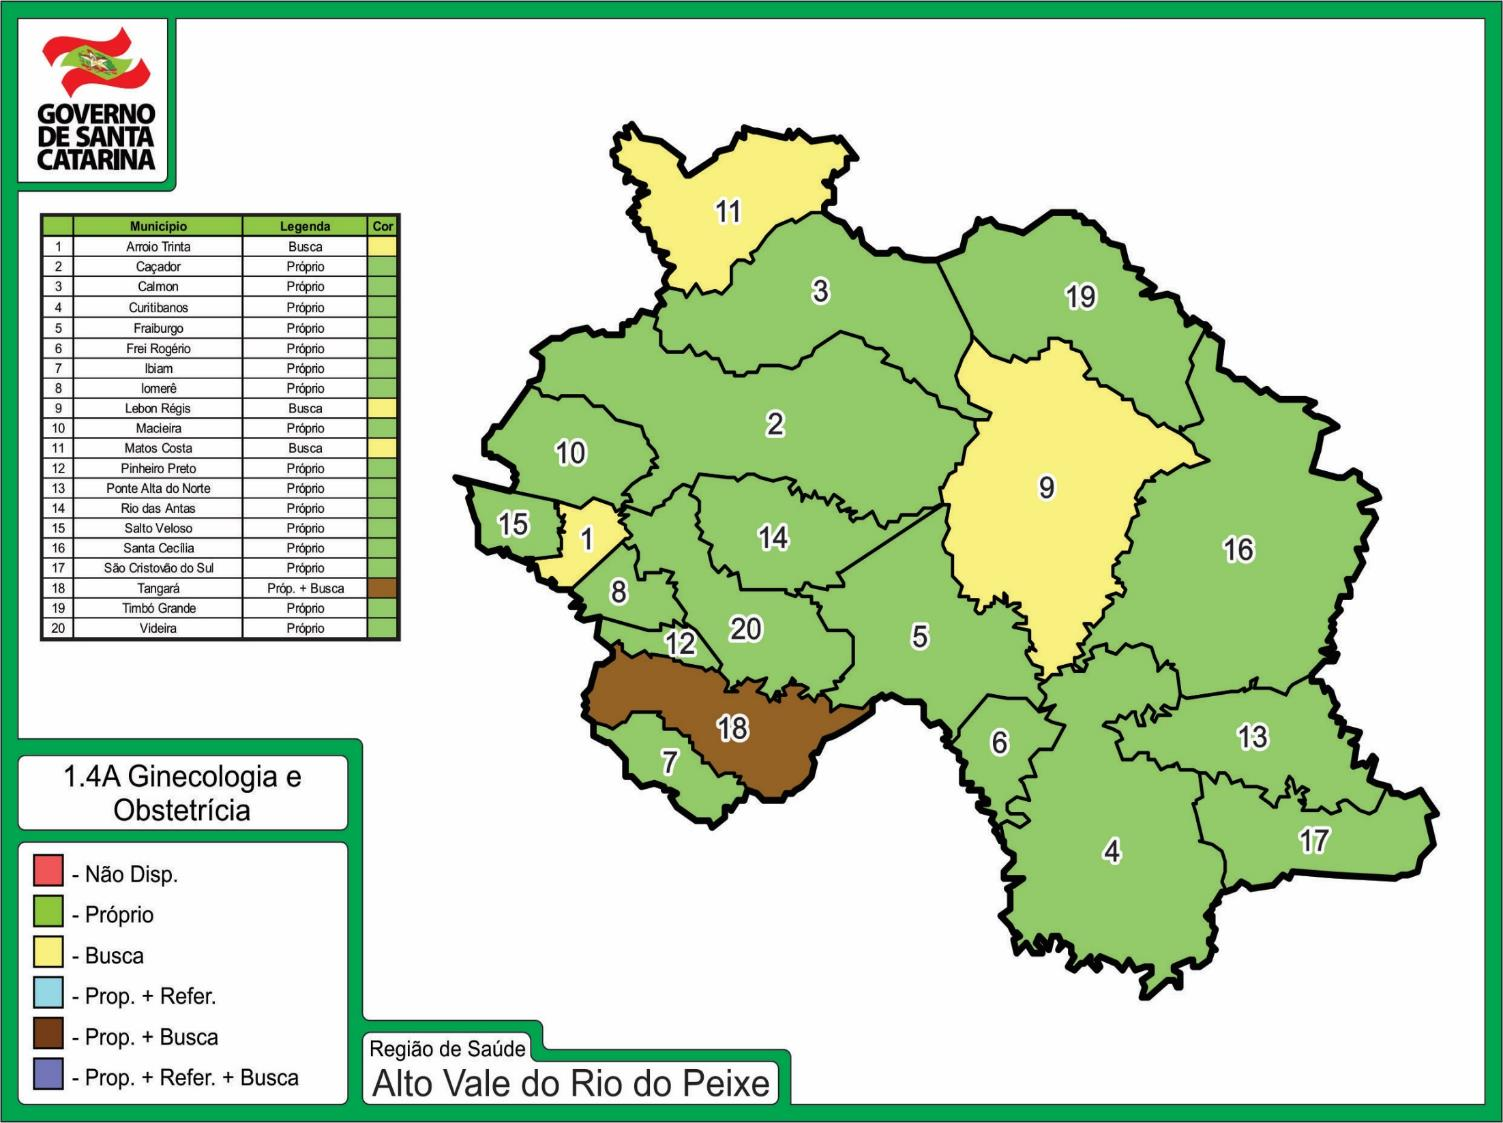 GOVERNO
DE SANTA
CATARINA
Município Legenda Cor
1 Arroio Trinta Busca
2 Caçador Próprio
3 Calmon Próprio
4 Curitibanos Próprio
5 Fraiburgo Próprio
6 Frei Rogério Próprio
7 Ibiam Próprio
8 Iomerê Próprio
9 Lebon Régis Busca
10 Macieira Próprio
11 Matos Costa Busca
12 Pinheiro Preto Próprio
13 Ponte Alta do Norte Próprio
14 Rio das Antas Próprio
15 Salto Veloso Próprio
16 Santa Cecília Próprio
17 São Cristovão do Sul Próprio
18 Tangará Próp. + Busca
19 Timbó Grande Próprio
20 Videira Próprio
11
3
19
2
10
9
15
1
14
16
8
20
5
12
18
6
13
7
17
4
1.4A Ginecologia e
Obstetrícia
- Não Disp.
- Próprio
- Busca
- Prop. + Refer.
- Prop. + Busca
- Prop. + Refer. + Busca
Região de Saúde
Alto Vale do Rio do Peixe